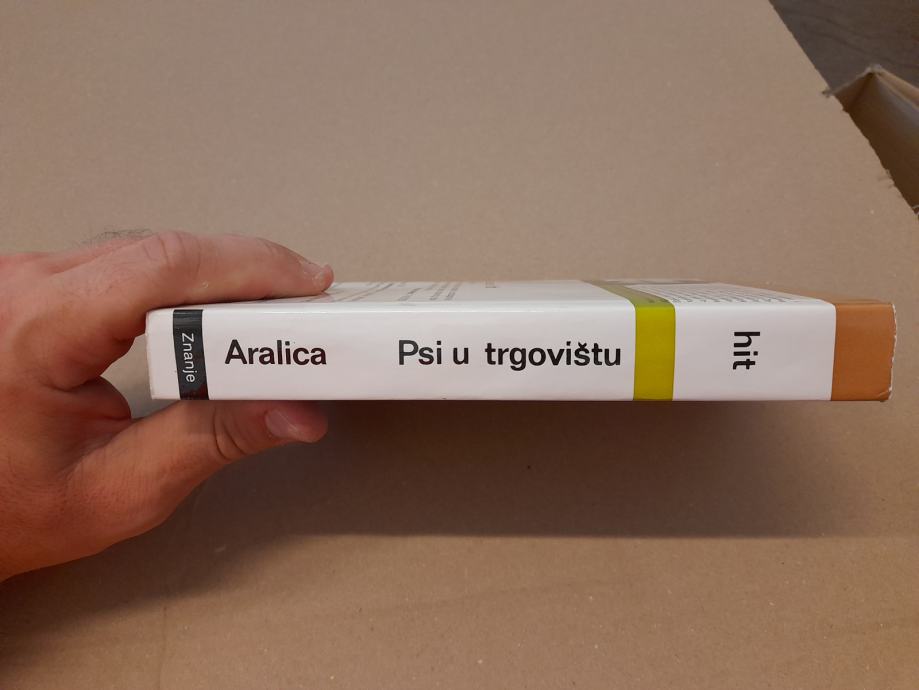 Znanje
Aralica
Psi u trgovištu
hit